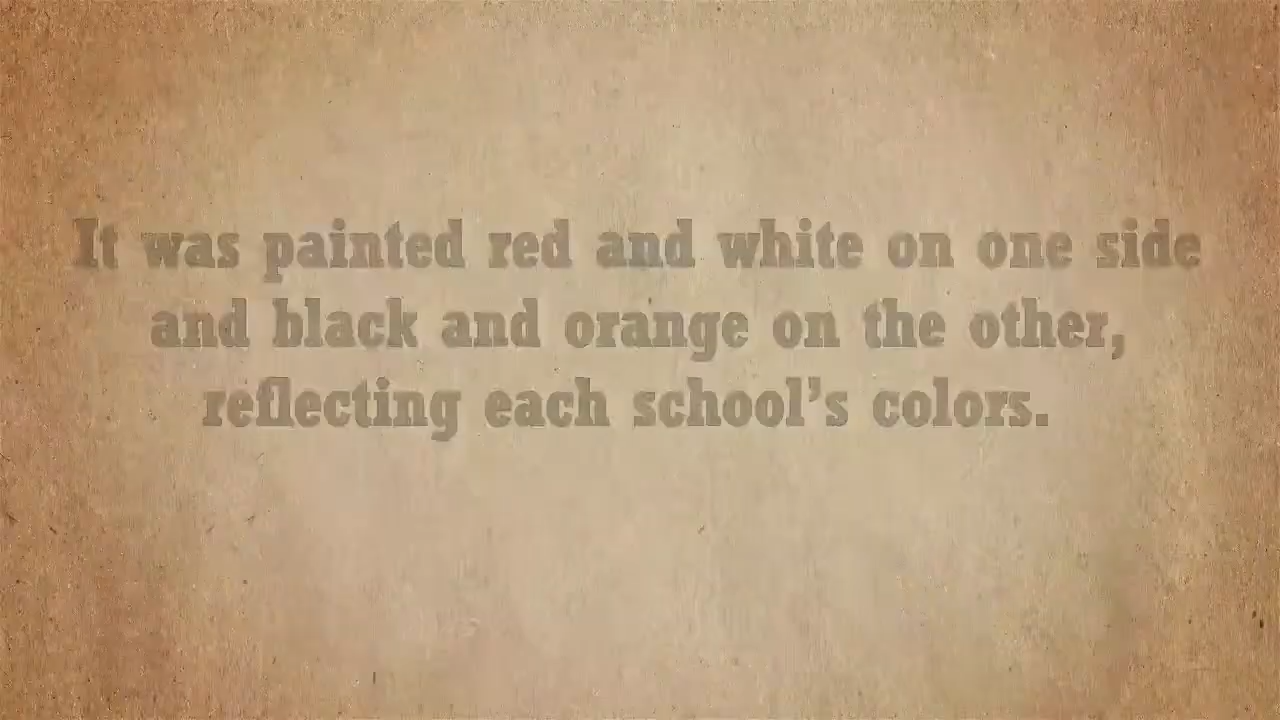 It was painted red and white on one side
and black and orange on the other,
reflecting each school’s colors.